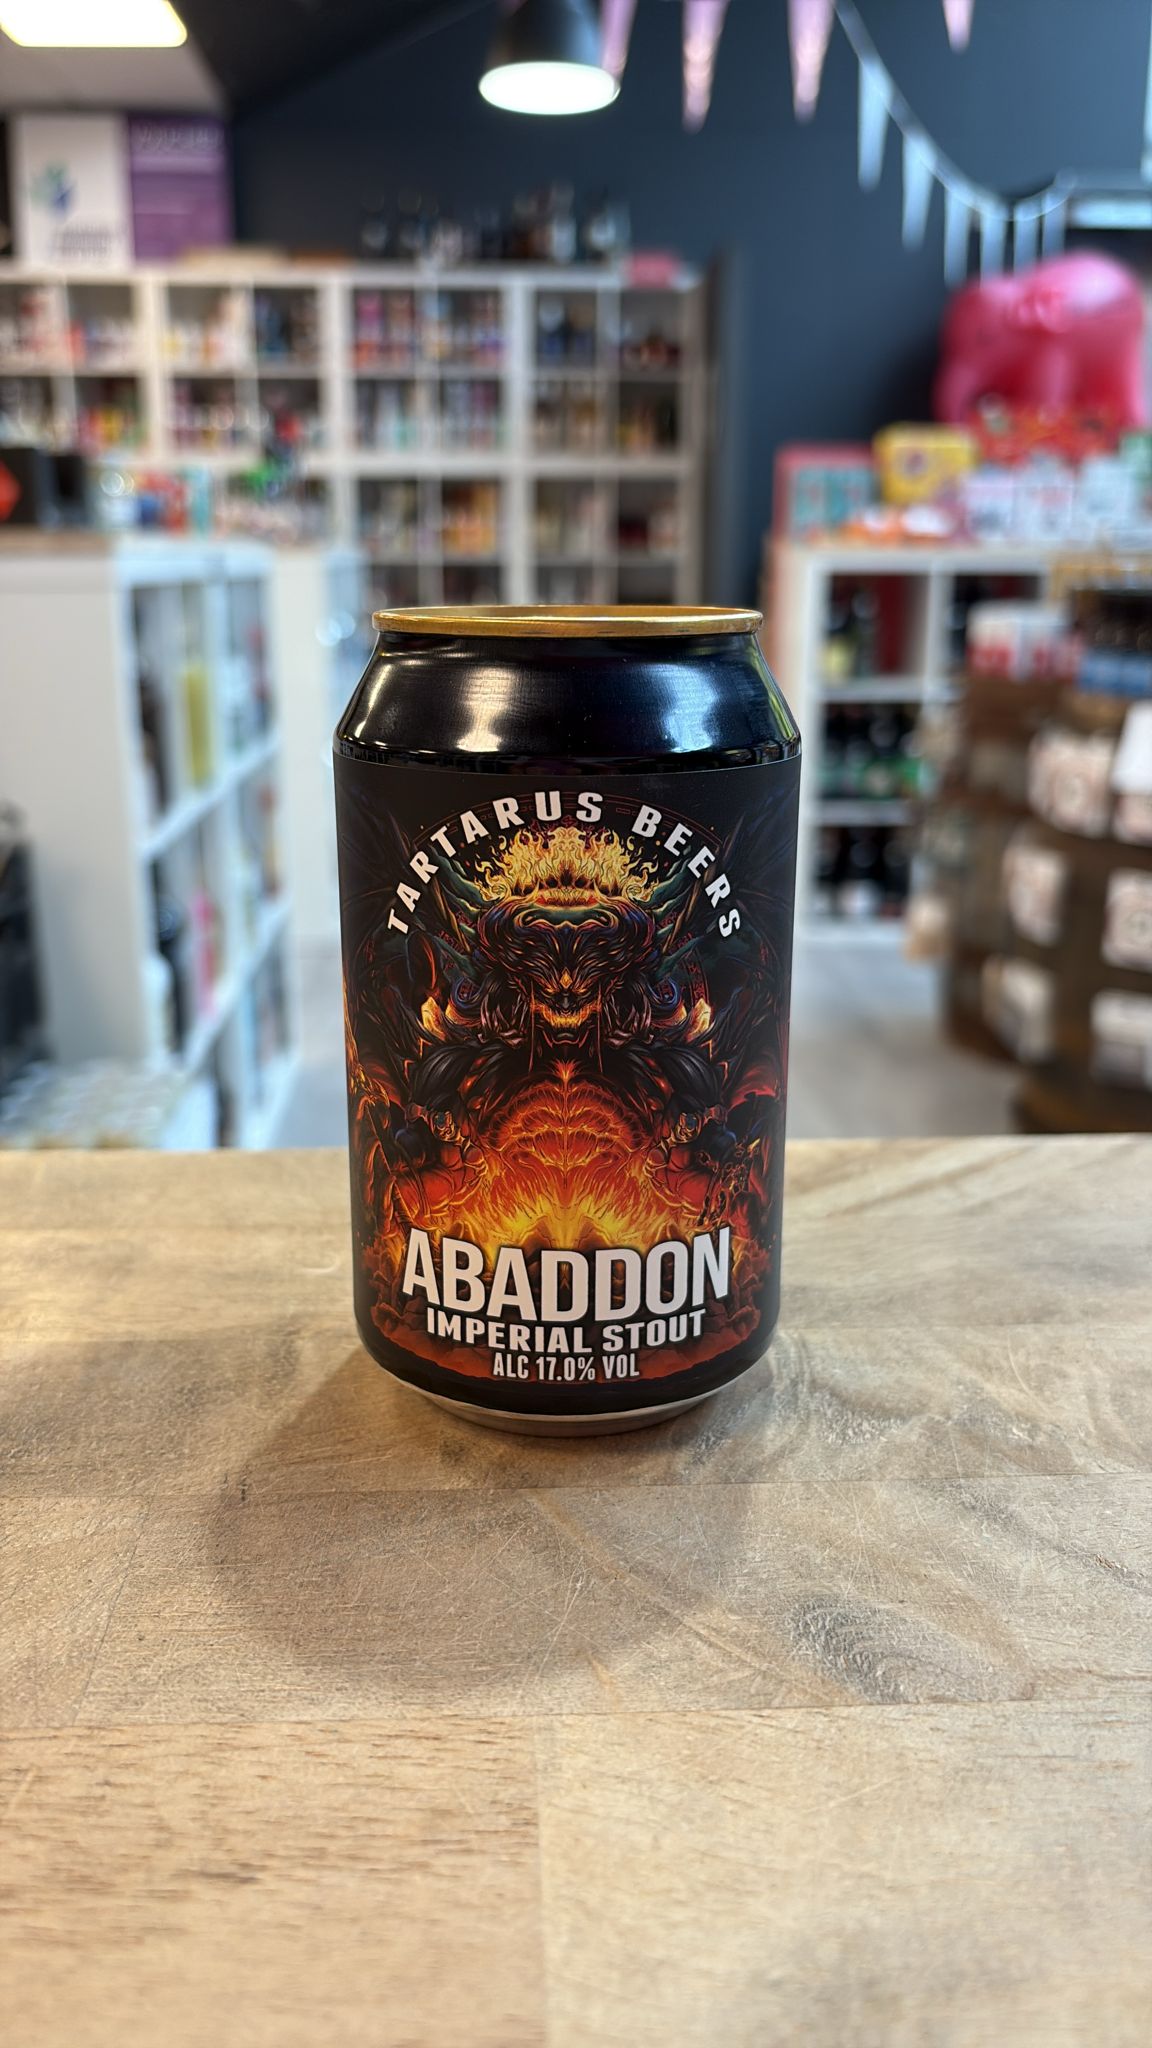 TARTARUS BEERS
ABADDON
IMPERIAL STOUT
ALC 17.0% VOL